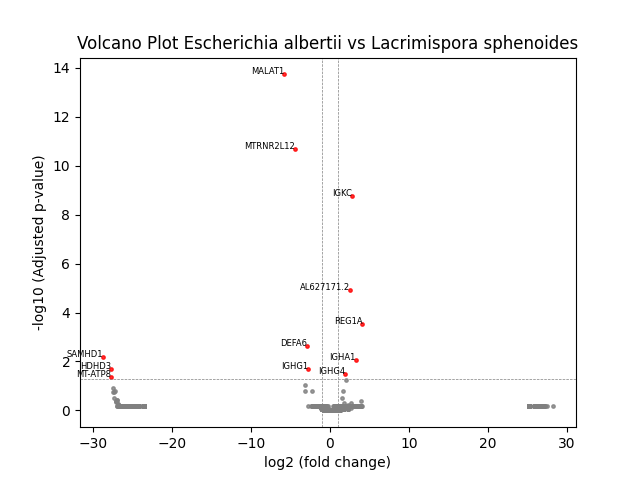 Volcano Plot Escherichia albertii vs Lacrimispora sphenoides
14
12
10
8
6
4
2
0
-log10 (Adjusted p-value)
MALAT1
MTRNR2L12
IGKC
AL627171.2
REG1A
DEFA6
SAMHD1
IGHA1
HDHD3
IGHG1
IGHG4
MT-ATP8
−30
−20
−10
0
10
20
30
log2 (fold change)